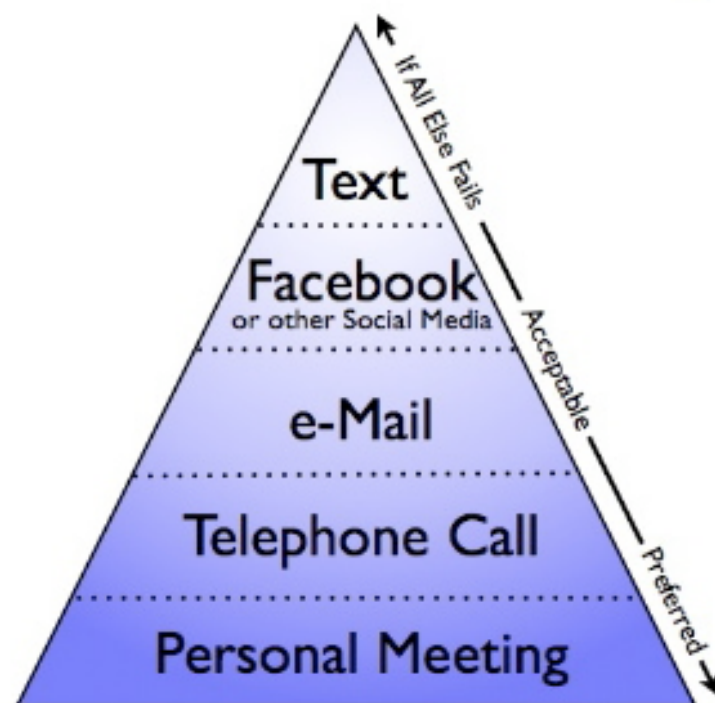 Text
Facebook
or other Social Media
e-Mail
Telephone Call
Personal Meeting
If All Else Fails
Acceptable
Preferred